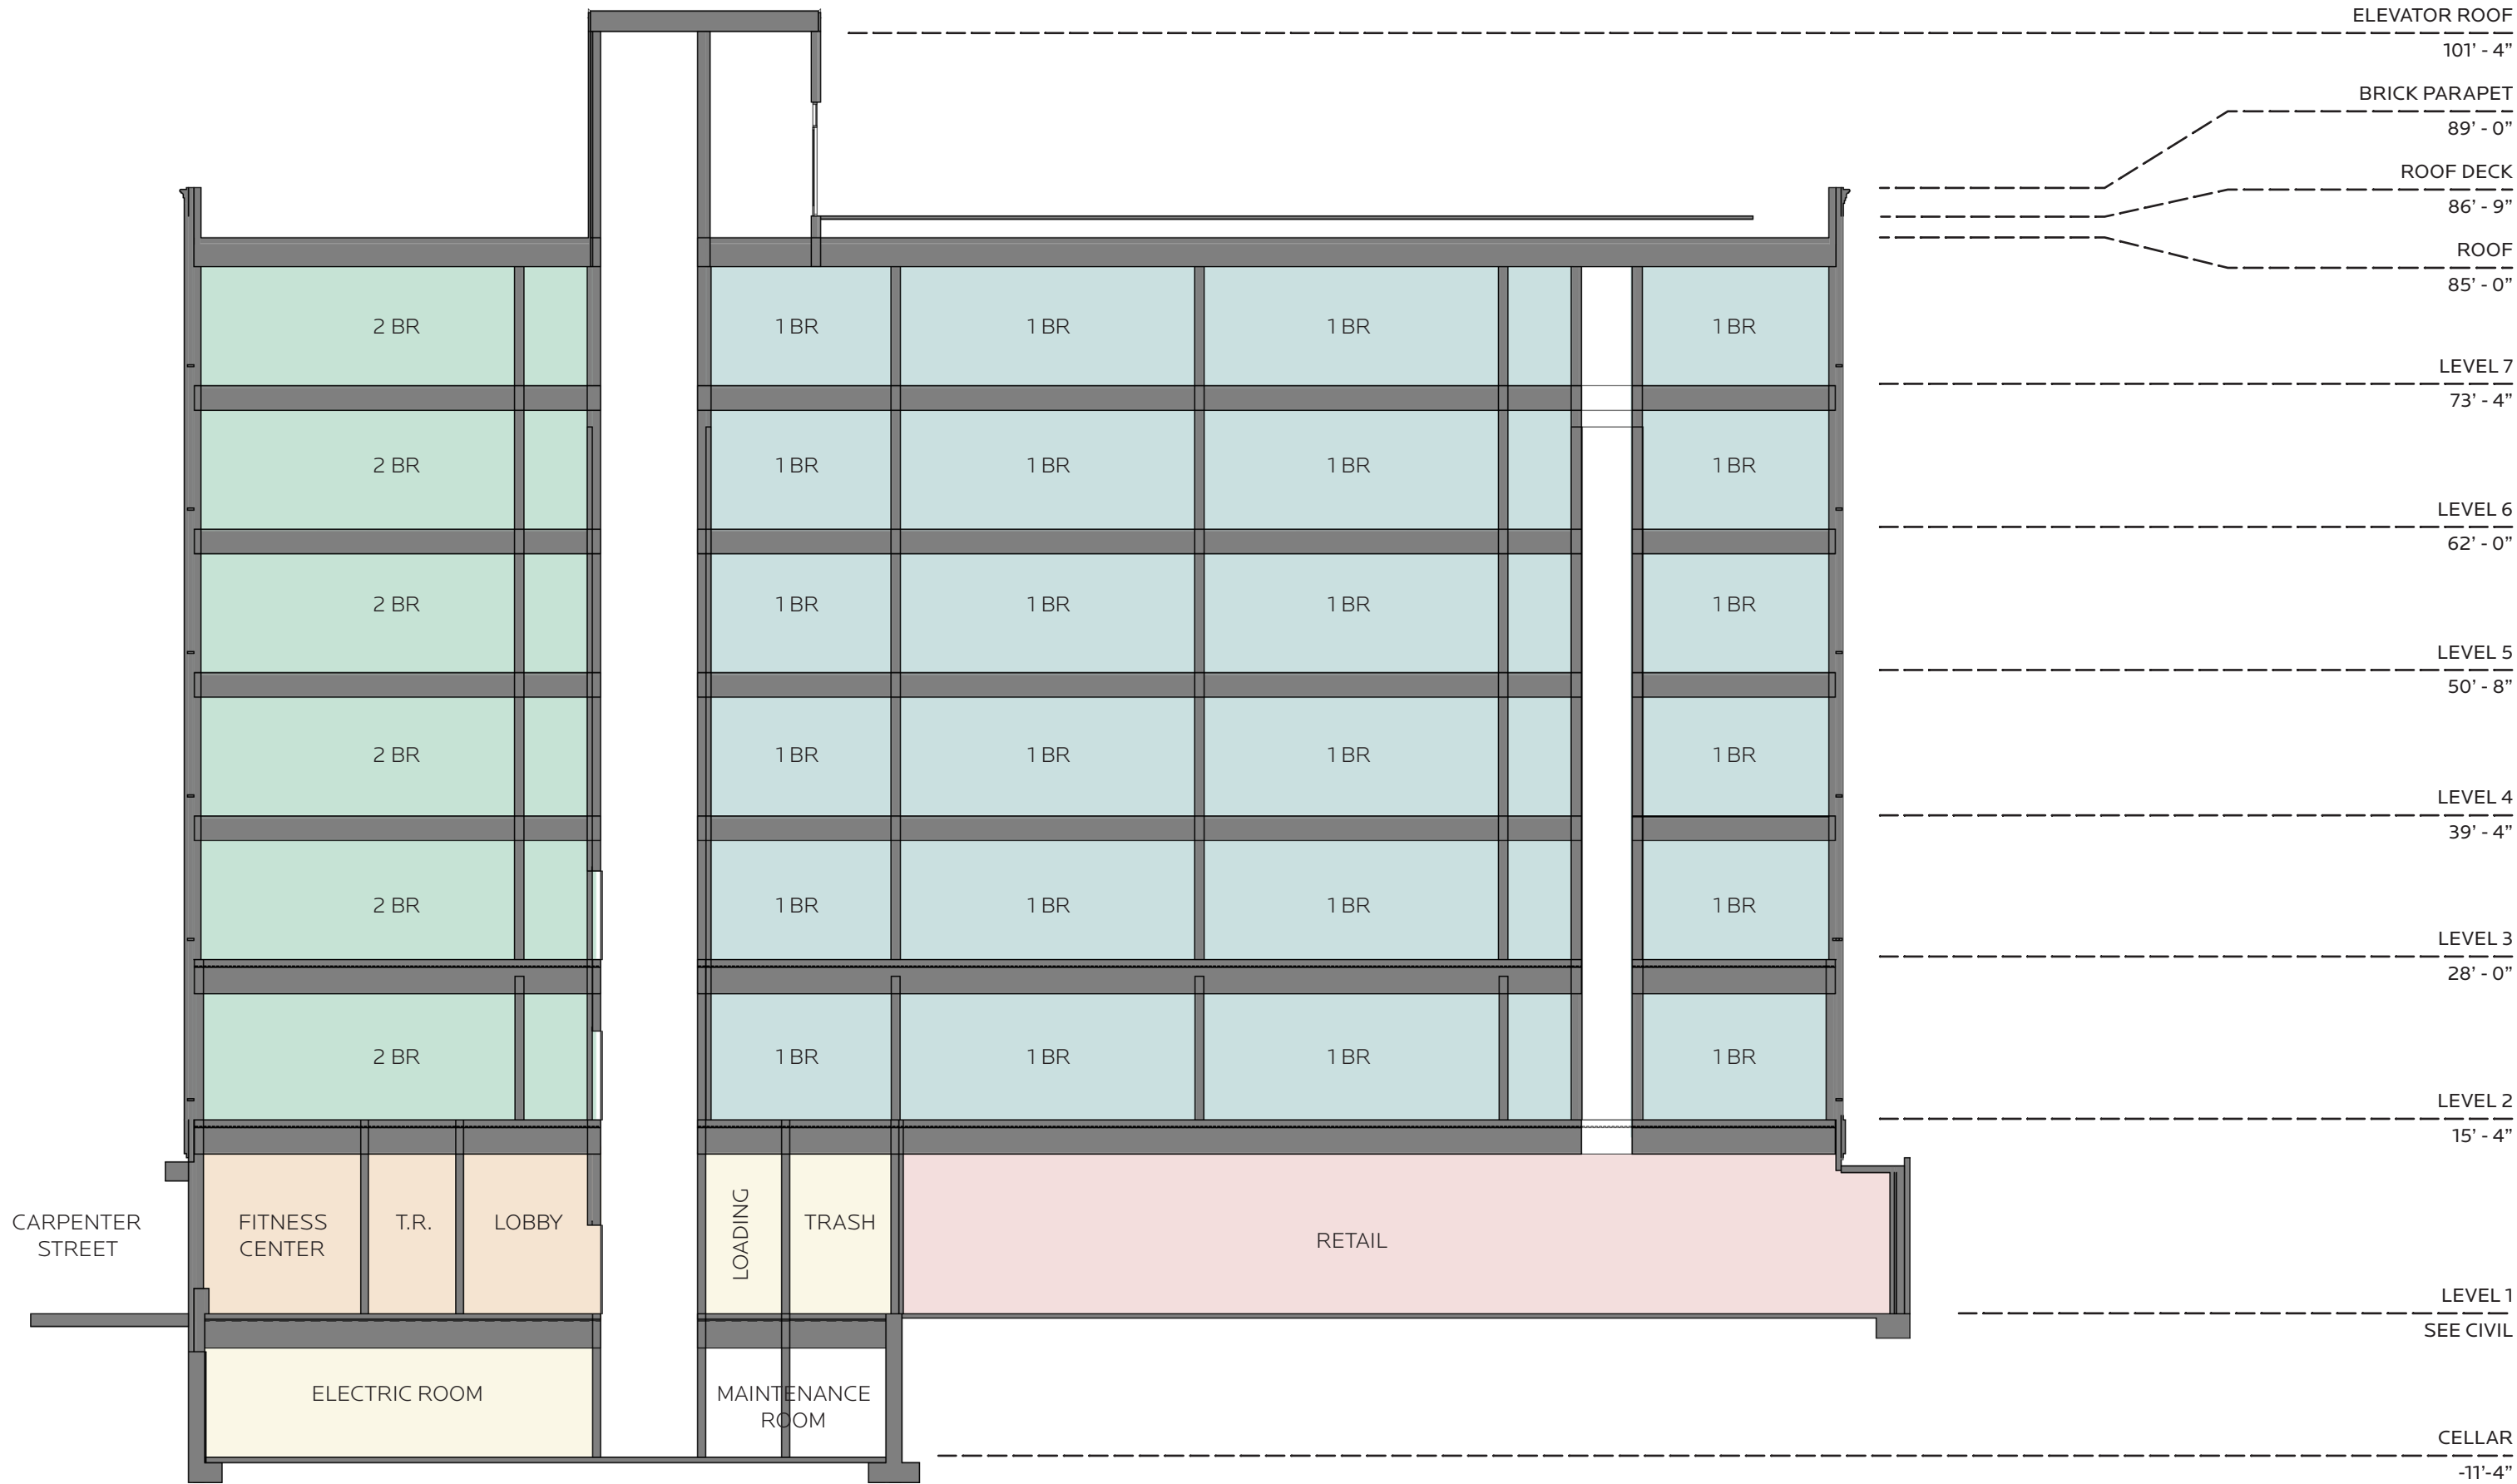 ELEVATOR ROOF
101’ - 4”
BRICK PARAPET
89’ - 0”
ROOF DECK
86’ - 9”
ROOF
85’ - 0”
2 BR 1 BR 1 BR 1 BR 1 BR
LEVEL 7
73’ - 4”
2 BR 1 BR 1 BR 1 BR 1 BR
LEVEL 6
62’ - 0”
2 BR 1 BR 1 BR 1 BR 1 BR
LEVEL 5
50’ - 8”
2 BR 1 BR 1 BR 1 BR 1 BR
LEVEL 4
39’ - 4”
2 BR 1 BR 1 BR 1 BR 1 BR
LEVEL 3
28’ - 0”
2 BR 1 BR 1 BR 1 BR 1 BR
LEVEL 2
15’ - 4”
CARPENTER
STREET
FITNESS
CENTER
T.R.
LOBBY
LOADING
TRASH
RETAIL
LEVEL 1
SEE CIVIL
ELECTRIC ROOM
MAINTENANCE
ROOM
CELLAR
-11’-4”